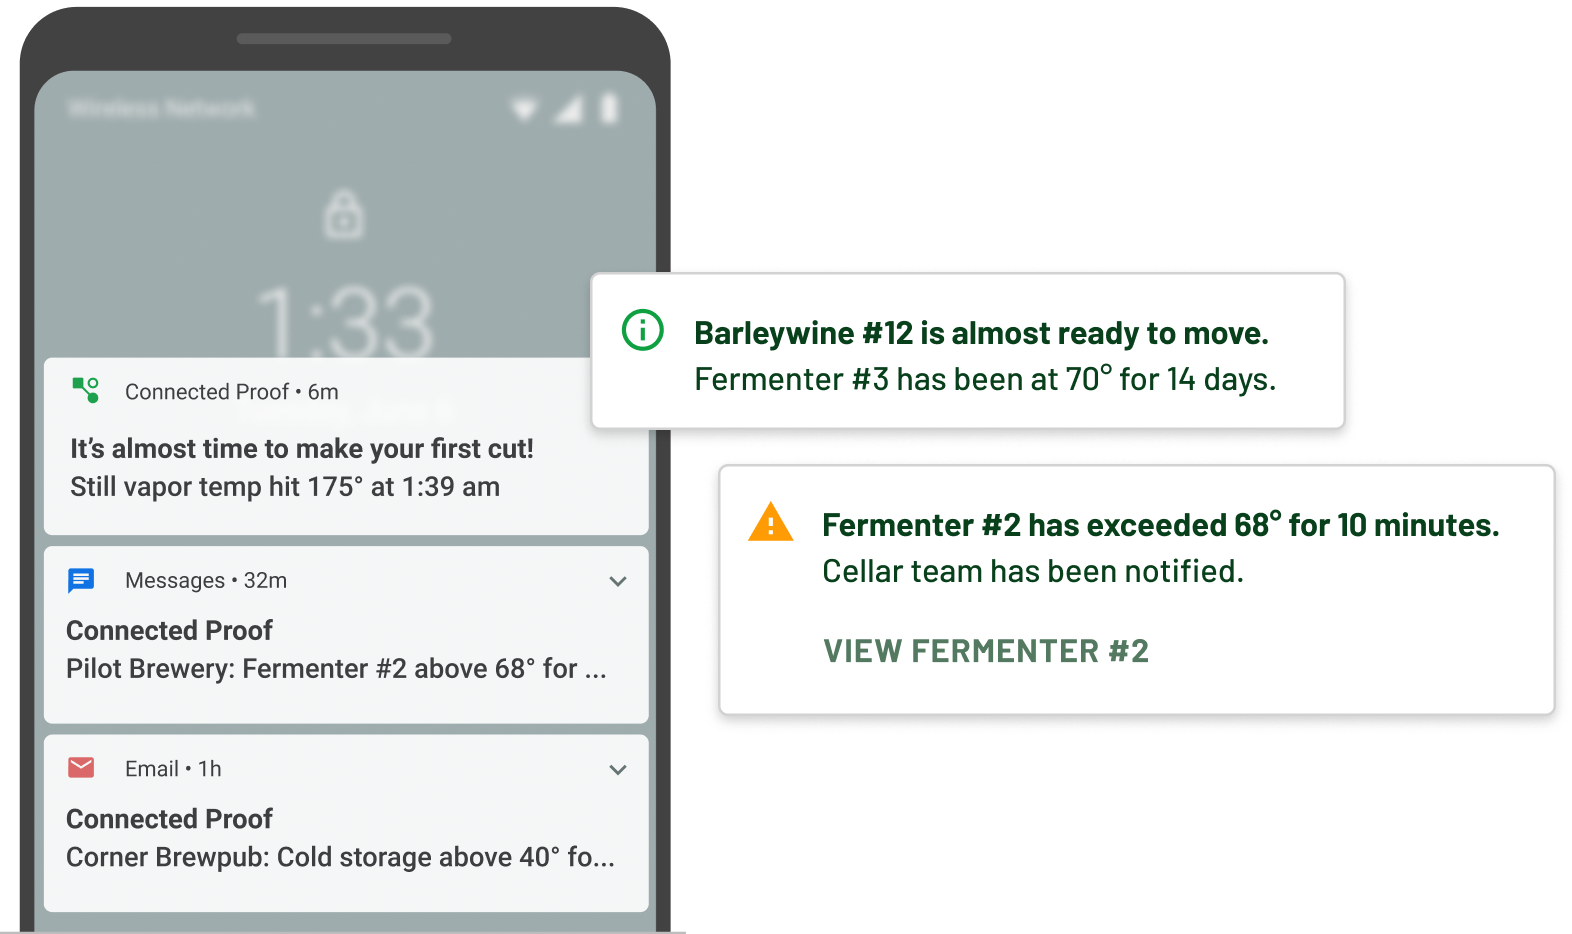 Wireless Network
1:33
Connected Proof • 6m
It's almost time to make your first cut!
Still vapor temp hit 175° at 1:39 am
Messages • 32m
Connected Proof
Pilot Brewery: Fermenter #2 above 68° for ...
Email • 1h
Connected Proof
Corner Brewpub: Cold storage above 40° fo...
Barleywine #12 is almost ready to move.
Fermenter #3 has been at 70° for 14 days.
Fermenter #2 has exceeded 68° for 10 minutes.
Cellar team has been notified.
VIEW FERMENTER #2